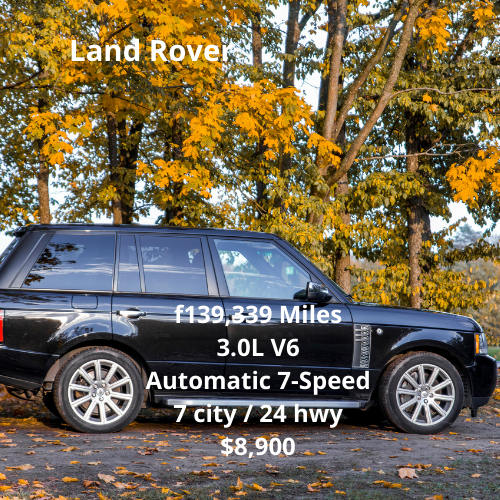 Land Rover
f139,339 Miles
3.0L V6
Automatic 7-Speed
7 city / 24 hwy
$8,900